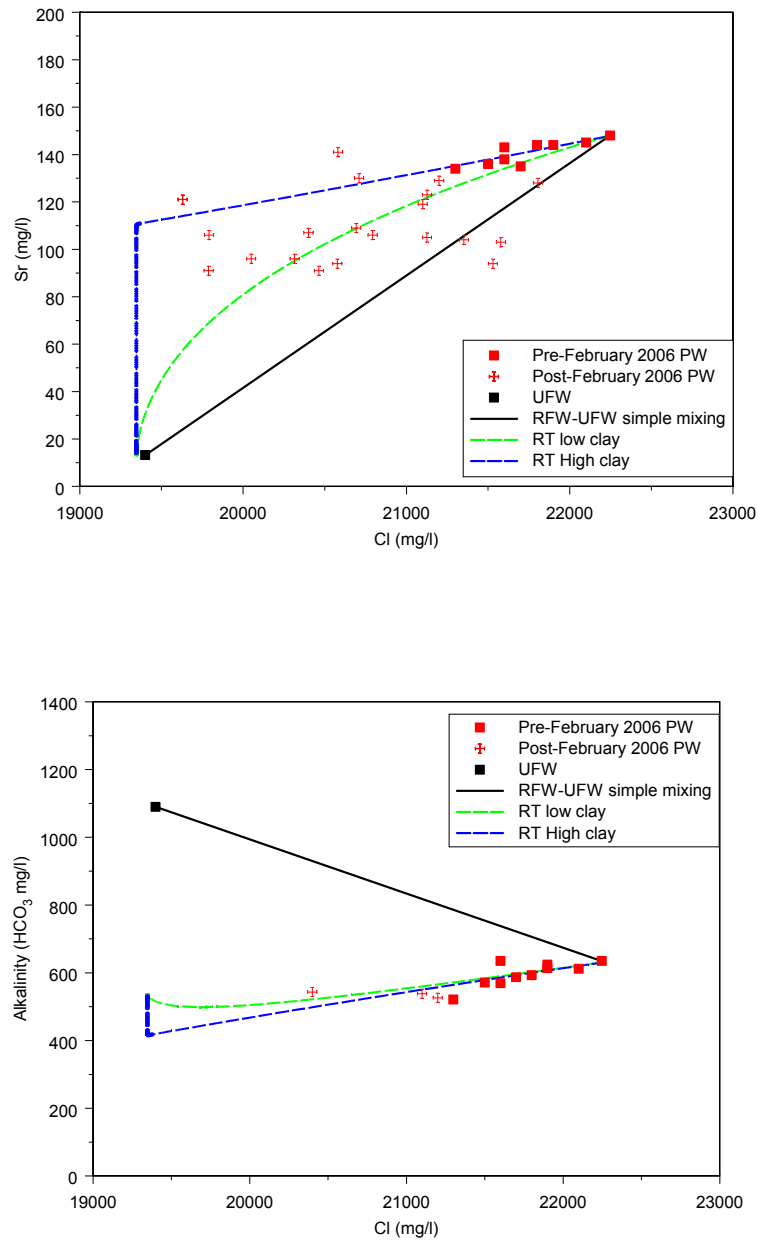 200
180
160
140
120
100
80
60
40
20
0
Sr (mg/l)
Pre-February 2006 PW
Post-February 2006 PW
UFW
RFW-UFW simple mixing
RT low clay
RT High clay
19000 20000 21000 22000 23000
Cl (mg/l)
1400
1200
1000
800
600
400
200
0
Alkalinity (HCO₃ mg/l)
Pre-February 2006 PW
Post-February 2006 PW
UFW
RFW-UFW simple mixing
RT low clay
RT High clay
19000 20000 21000 22000 23000
Cl (mg/l)